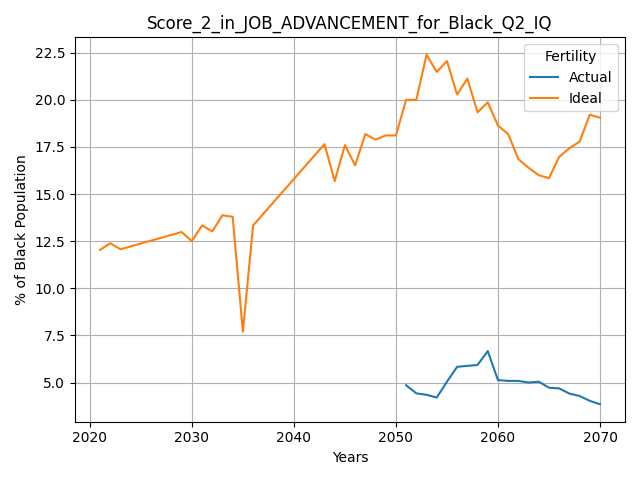 Score_2_in_JOB_ADVANCEMENT_for_Black_Q2_IQ
Fertility
Actual
Ideal
% of Black Population
22.5
20.0
17.5
15.0
12.5
10.0
7.5
5.0
2020 2030 2040 2050 2060 2070
Years